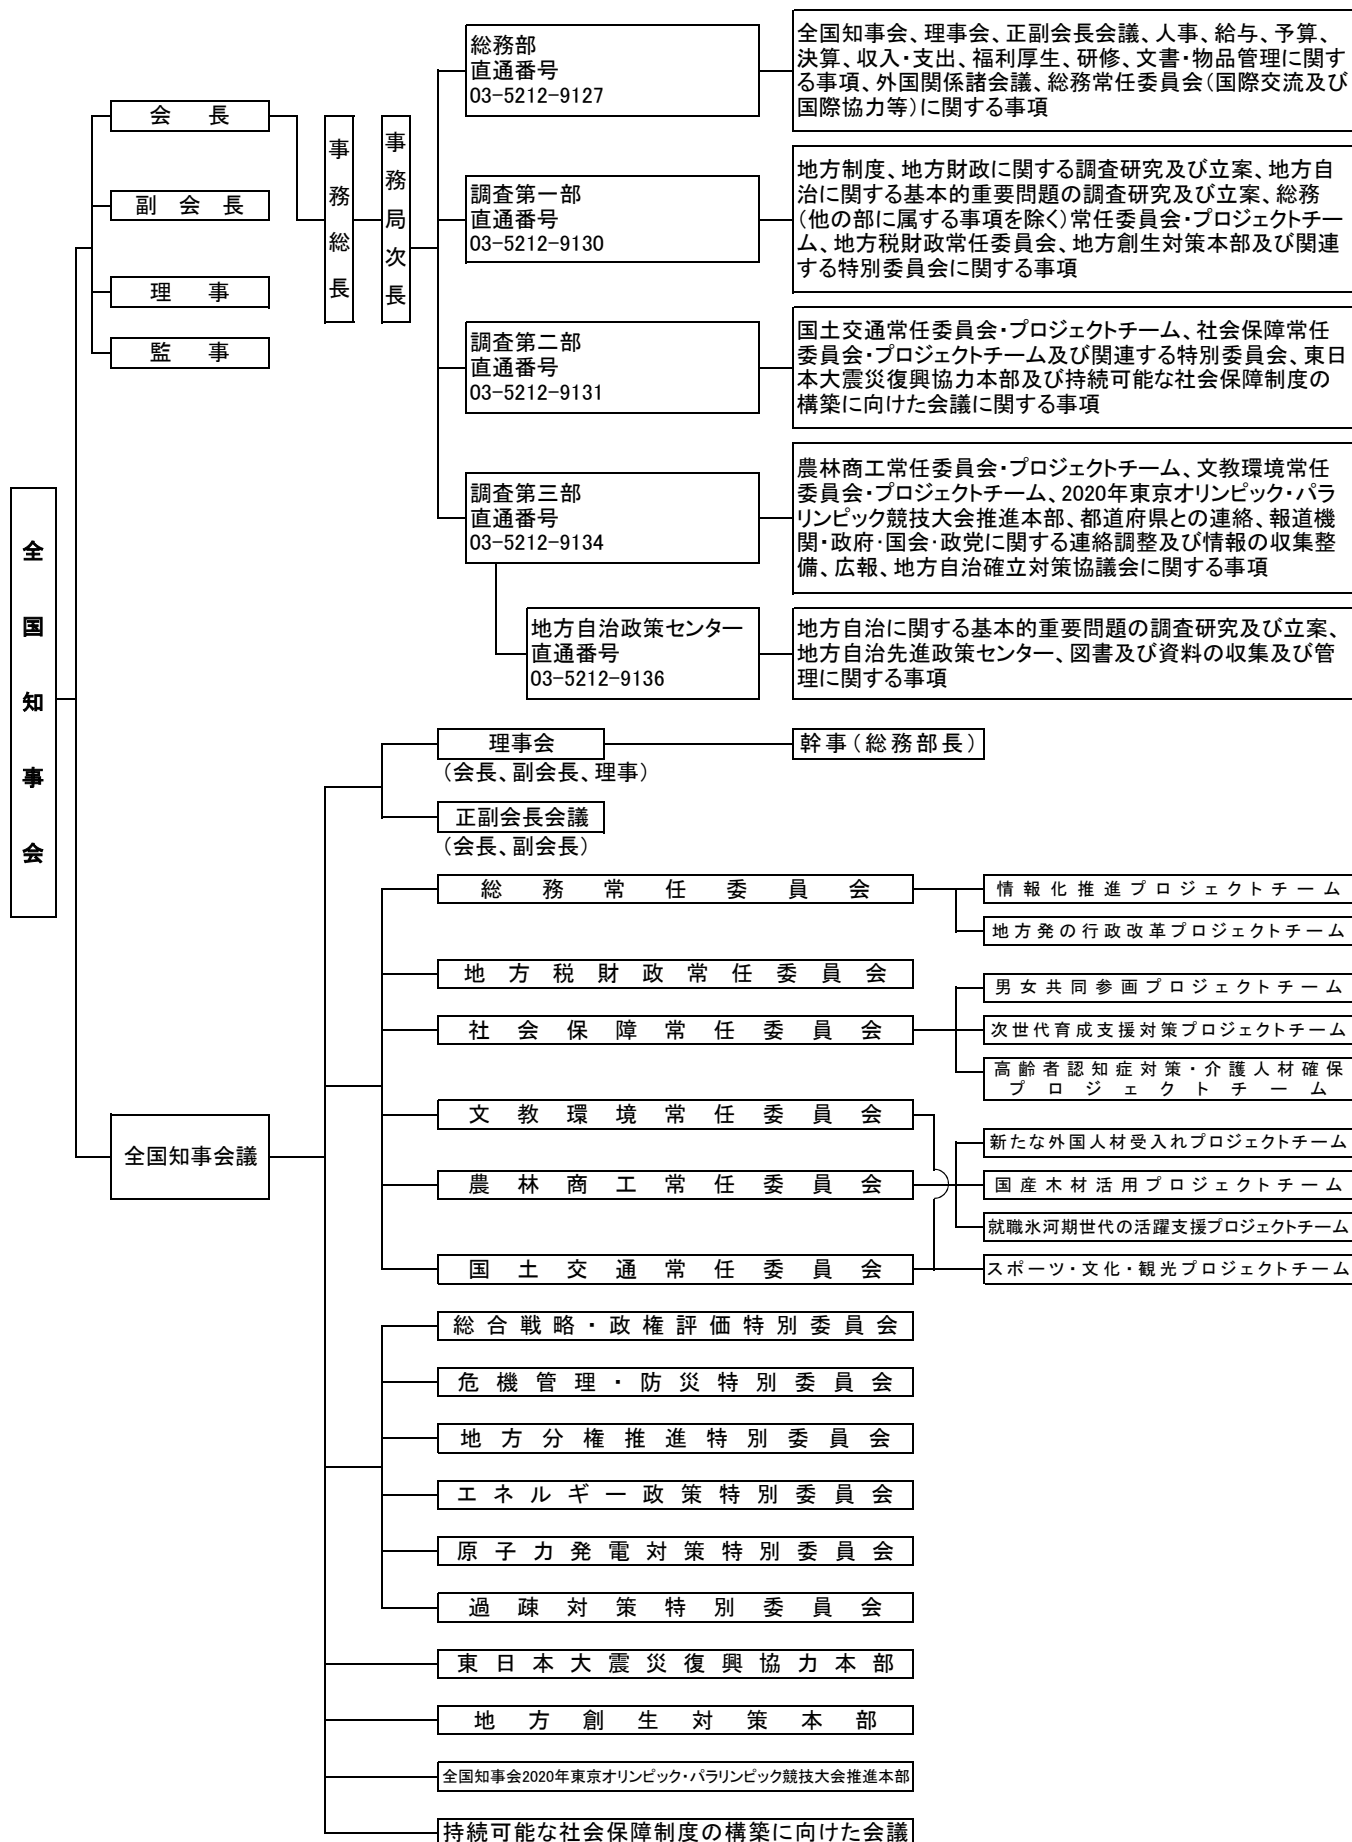 全国知事会
会長
副会長
理事
監事
事務総長
事務局次長
総務部
直通番号
03-5212-9127
全国知事会、理事会、正副会長会議、人事、給与、予算、
決算、収入・支出、福利厚生、研修、文書・物品管理に関す
る事項、外国関係諸会議、総務常任委員会(国際交流及び
国際協力等)に関する事項
調査第一部
直通番号
03-5212-9130
地方制度、地方財政に関する調査研究及び立案、地方自
治に関する基本的重要問題の調査研究及び立案、総務
(他の部に属する事項を除く)常任委員会・プロジェクトチー
ム、地方税財政常任委員会、地方創生対策本部及び関連
する特別委員会に関する事項
調査第二部
直通番号
03-5212-9131
国土交通常任委員会・プロジェクトチーム、社会保障常任
委員会・プロジェクトチーム及び関連する特別委員会、東日
本大震災復興協力本部及び持続可能な社会保障制度の
構築に向けた会議に関する事項
調査第三部
直通番号
03-5212-9134
農林商工常任委員会・プロジェクトチーム、文教環境常任
委員会・プロジェクトチーム、2020年東京オリンピック・パラ
リンピック競技大会推進本部、都道府県との連絡、報道機
関・政府・国会・政党に関する連絡調整及び情報の収集整
備、広報、地方自治確立対策協議会に関する事項
地方自治政策センター
直通番号
03-5212-9136
地方自治に関する基本的重要問題の調査研究及び立案、
地方自治先進政策センター、図書及び資料の収集及び管
理に関する事項
全国知事会議
理事会
(会長、副会長、理事)
幹事(総務部長)
正副会長会議
(会長、副会長)
総務常任委員会
情報化推進プロジェクトチーム
地方発の行政改革プロジェクトチーム
地方税財政常任委員会
社会保障常任委員会
男女共同参画プロジェクトチーム
次世代育成支援対策プロジェクトチーム
高齢者認知症対策・介護人材確保
プロジェクトチーム
文教環境常任委員会
農林商工常任委員会
新たな外国人材受入れプロジェクトチーム
国産木材活用プロジェクトチーム
就職氷河期世代の活躍支援プロジェクトチーム
国土交通常任委員会
スポーツ・文化・観光プロジェクトチーム
総合戦略・政権評価特別委員会
危機管理・防災特別委員会
地方分権推進特別委員会
エネルギー政策特別委員会
原子力発電対策特別委員会
過疎対策特別委員会
東日本大震災復興協力本部
地方創生対策本部
全国知事会2020年東京オリンピック・パラリンピック競技大会推進本部
持続可能な社会保障制度の構築に向けた会議